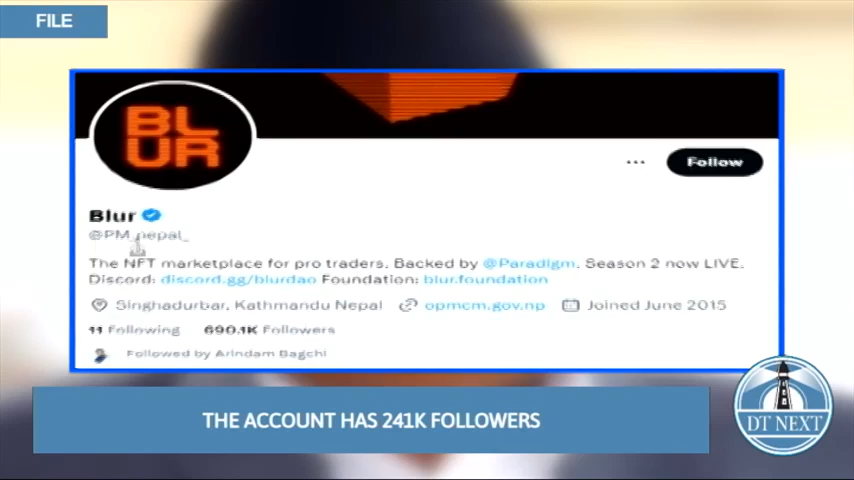 FILE
BL
UR
Follow
Blur
@PM_nepal_
The NFT marketplace for pro traders. Backed by @Paradigm. Season 2 now LIVE.
Discord: discord.gg/blurdao Foundation: blur.foundation
Singhadurbar, Kathmandu Nepal opmcm.gov.np Joined June 2015
11 Following 690.1K Followers
Followed by Arindam Bagchi
THE ACCOUNT HAS 241K FOLLOWERS
DT NEXT